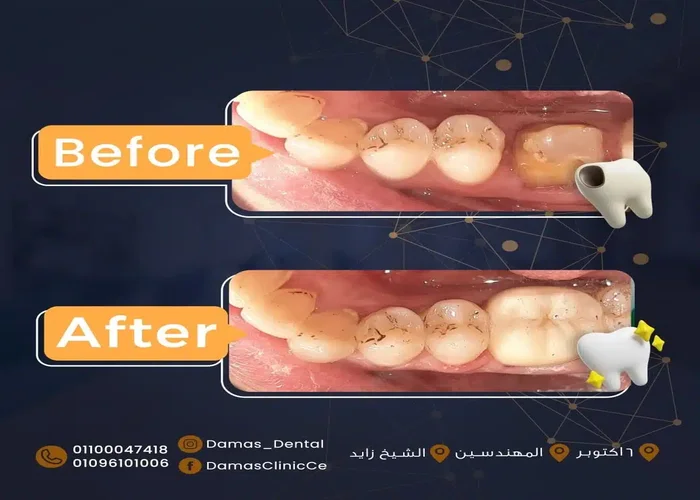 Before
After
01100047418
01096101006
Damas_Dental
DamasClinicCe
٦ اكتوبر
المهندسين
الشيخ زايد